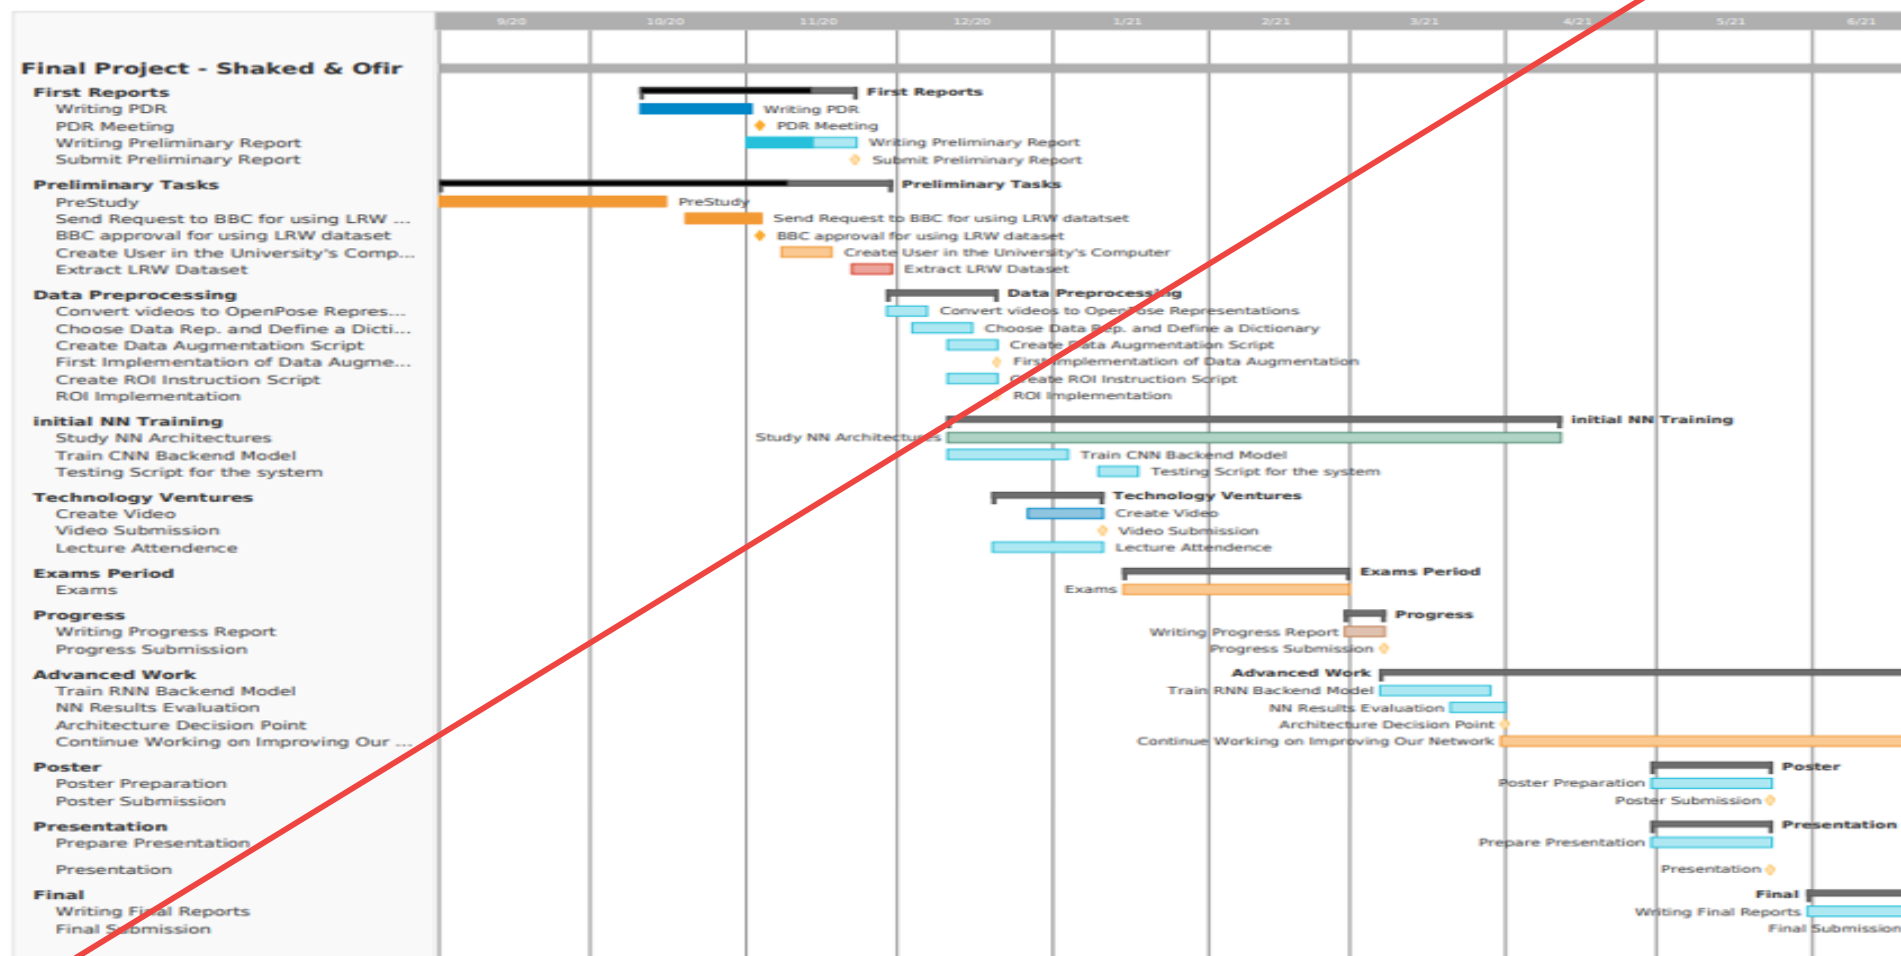 9/20 10/20 11/20 12/20 1/21 2/21 3/21 4/21 5/21 6/21
Final Project - Shaked & Ofir
First Reports First Reports
Writing PDR Writing PDR
PDR Meeting PDR Meeting
Writing Preliminary Report Writing Preliminary Report
Submit Preliminary Report Submit Preliminary Report
Preliminary Tasks Preliminary Tasks
PreStudy PreStudy
Send Request to BBC for using LRW ... Send Request to BBC for using LRW datatset
BBC approval for using LRW dataset BBC approval for using LRW dataset
Create User in the University's Comp... Create User in the University's Computer
Extract LRW Dataset Extract LRW Dataset
Data Preprocessing Data Preprocessing
Convert videos to OpenPose Repres... Convert videos to OpenPose Representations
Choose Data Rep. and Define a Dicti... Choose Data Rep. and Define a Dictionary
Create Data Augmentation Script Create Data Augmentation Script
First Implementation of Data Augme... First Implementation of Data Augmentation
Create ROI Instruction Script Create ROI Instruction Script
ROI Implementation ROI Implementation
initial NN Training initial NN Training
Study NN Architectures Study NN Architectures
Train CNN Backend Model Train CNN Backend Model
Testing Script for the system Testing Script for the system
Technology Ventures Technology Ventures
Create Video Create Video
Video Submission Video Submission
Lecture Attendence Lecture Attendence
Exams Period Exams Period
Exams Exams
Progress Progress
Writing Progress Report Writing Progress Report
Progress Submission Progress Submission
Advanced Work Advanced Work
Train RNN Backend Model Train RNN Backend Model
NN Results Evaluation NN Results Evaluation
Architecture Decision Point Architecture Decision Point
Continue Working on Improving Our ... Continue Working on Improving Our Network
Poster Poster
Poster Preparation Poster Preparation
Poster Submission Poster Submission
Presentation Presentation
Prepare Presentation Prepare Presentation
Presentation Presentation
Final Final
Writing Final Reports Writing Final Reports
Final Submission Final Submission